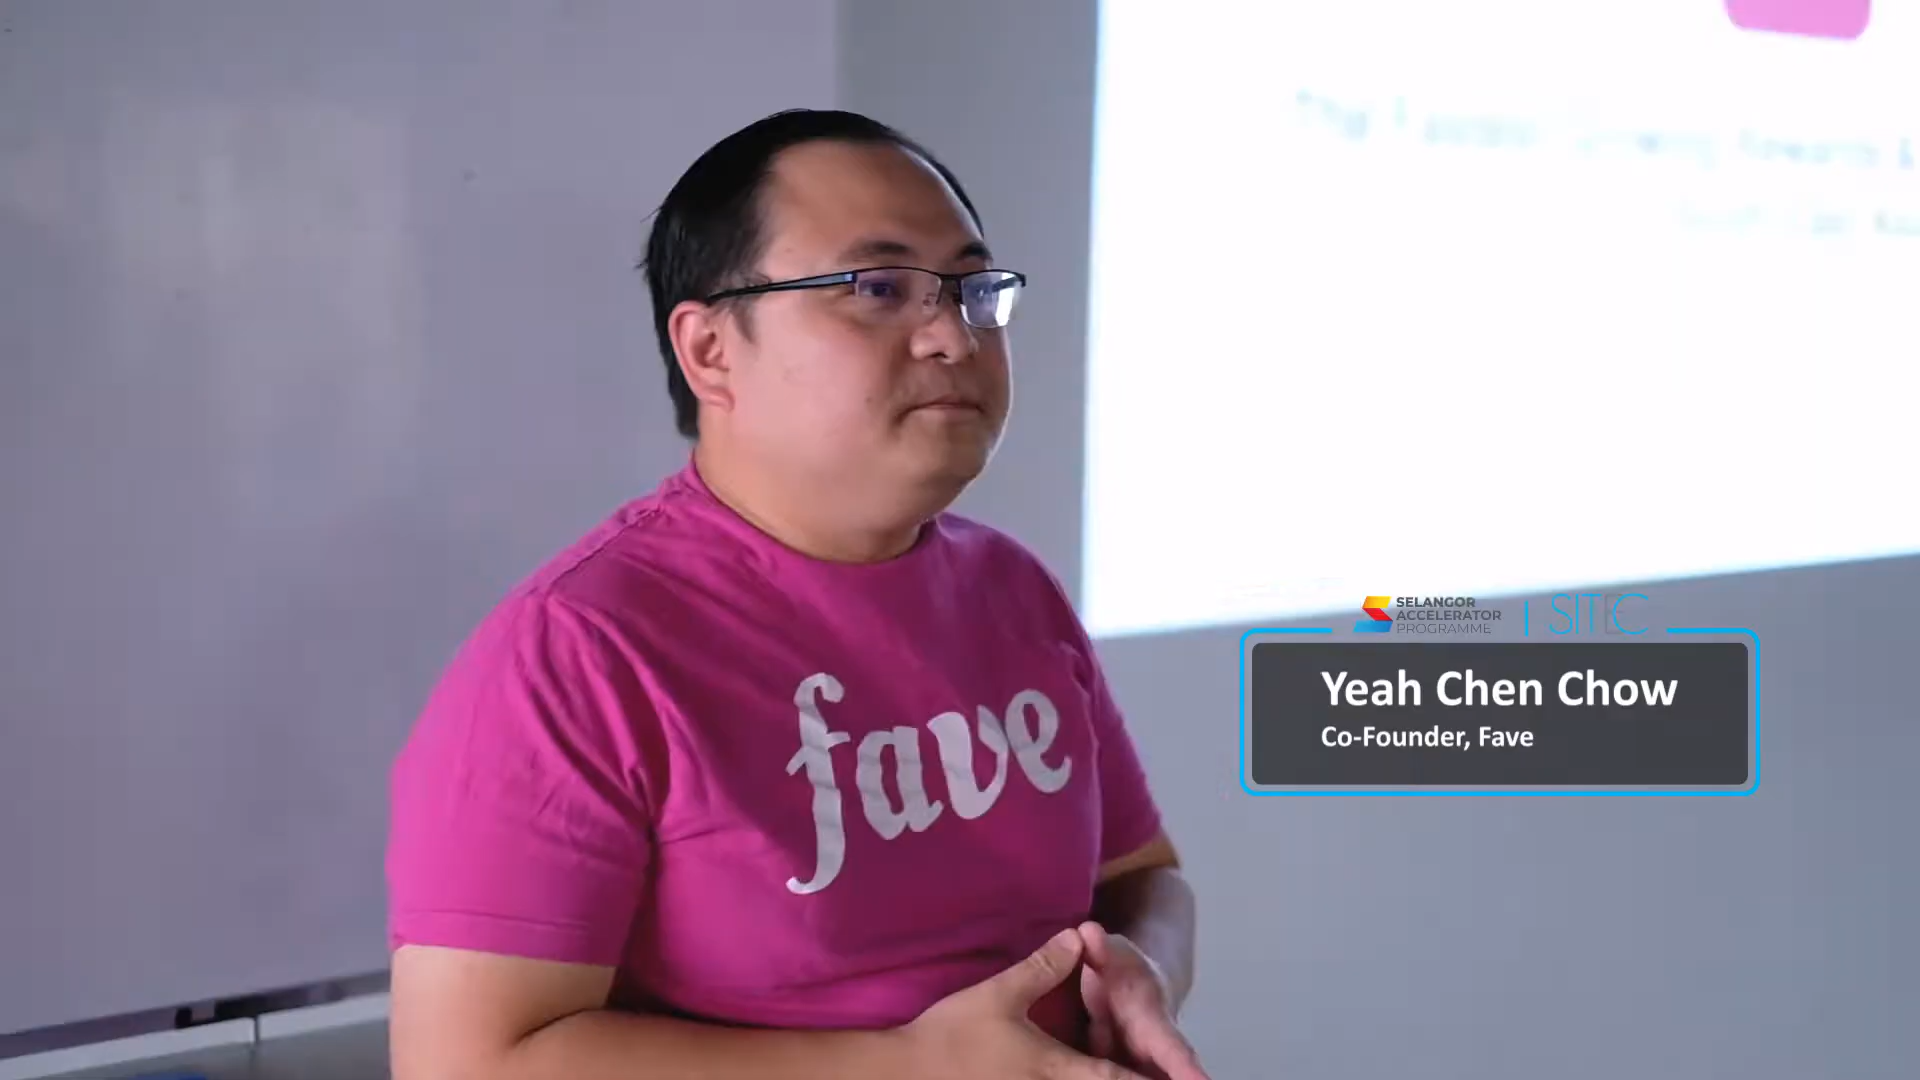 fave
SELANGOR
ACCELERATOR
PROGRAMME
SITEC
Yeah Chen Chow
Co-Founder, Fave